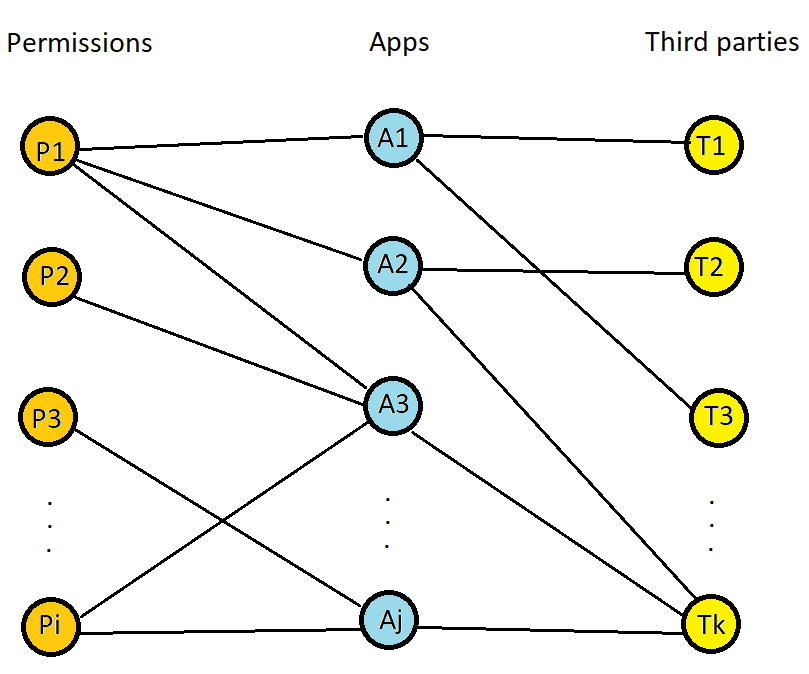 Permissions Apps Third parties
P1 A1 T1
P2 A2 T2
P3 A3 T3
. . .
. . .
. . .
Pi Aj Tk